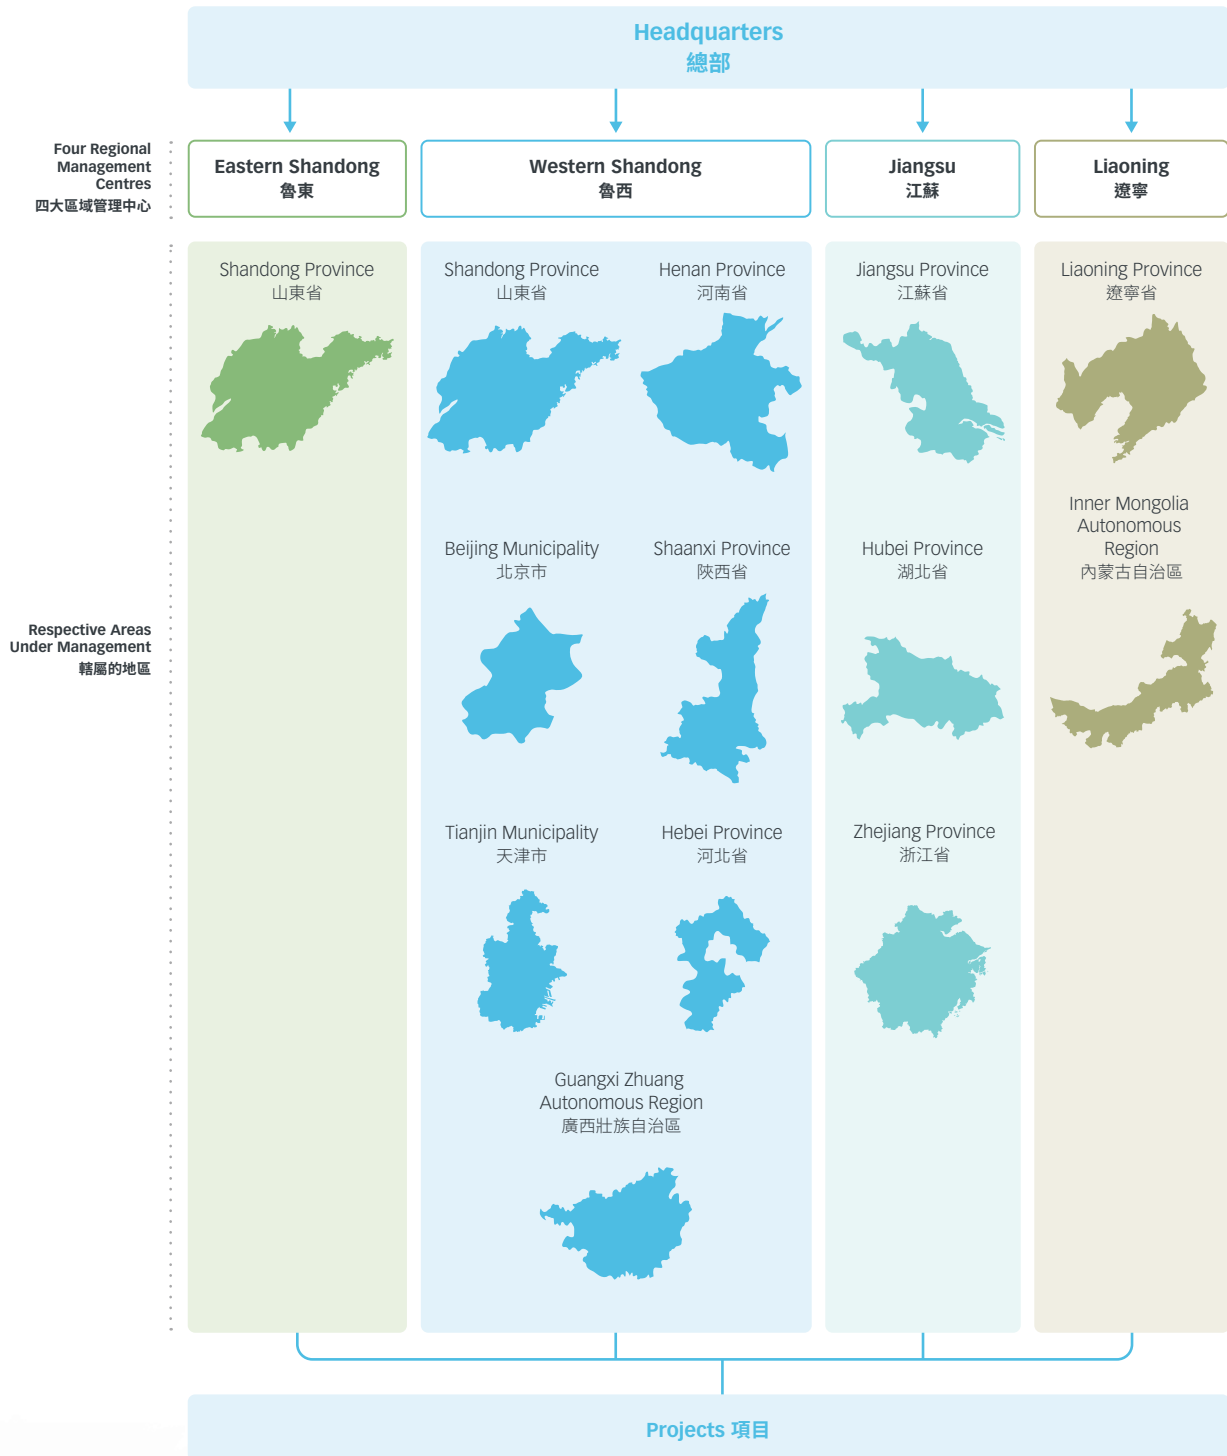 Headquarters
總部
Four Regional
Management
Centres
四大區域管理中心
Eastern Shandong
魯東
Western Shandong
魯西
Jiangsu
江蘇
Liaoning
遼寧
Respective Areas
Under Management
轄屬的地區
Shandong Province
山東省
Shandong Province
山東省
Henan Province
河南省
Beijing Municipality
北京市
Shaanxi Province
陝西省
Tianjin Municipality
天津市
Hebei Province
河北省
Guangxi Zhuang
Autonomous Region
廣西壯族自治區
Jiangsu Province
江蘇省
Hubei Province
湖北省
Zhejiang Province
浙江省
Liaoning Province
遼寧省
Inner Mongolia
Autonomous
Region
內蒙古自治區
Projects 項目